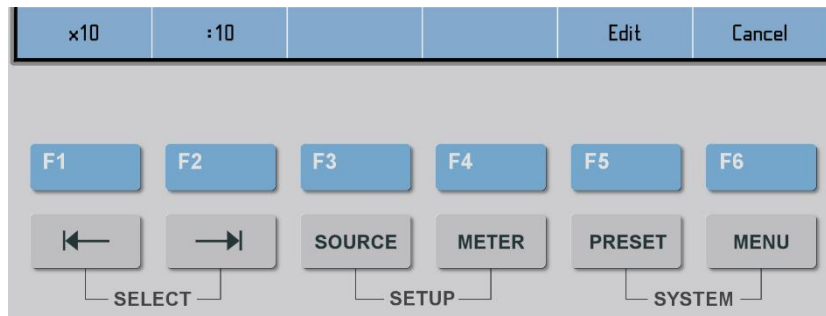 x10 :10 Edit Cancel
F1 F2 F3 F4 F5 F6
SOURCE METER PRESET MENU
SELECT SETUP SYSTEM